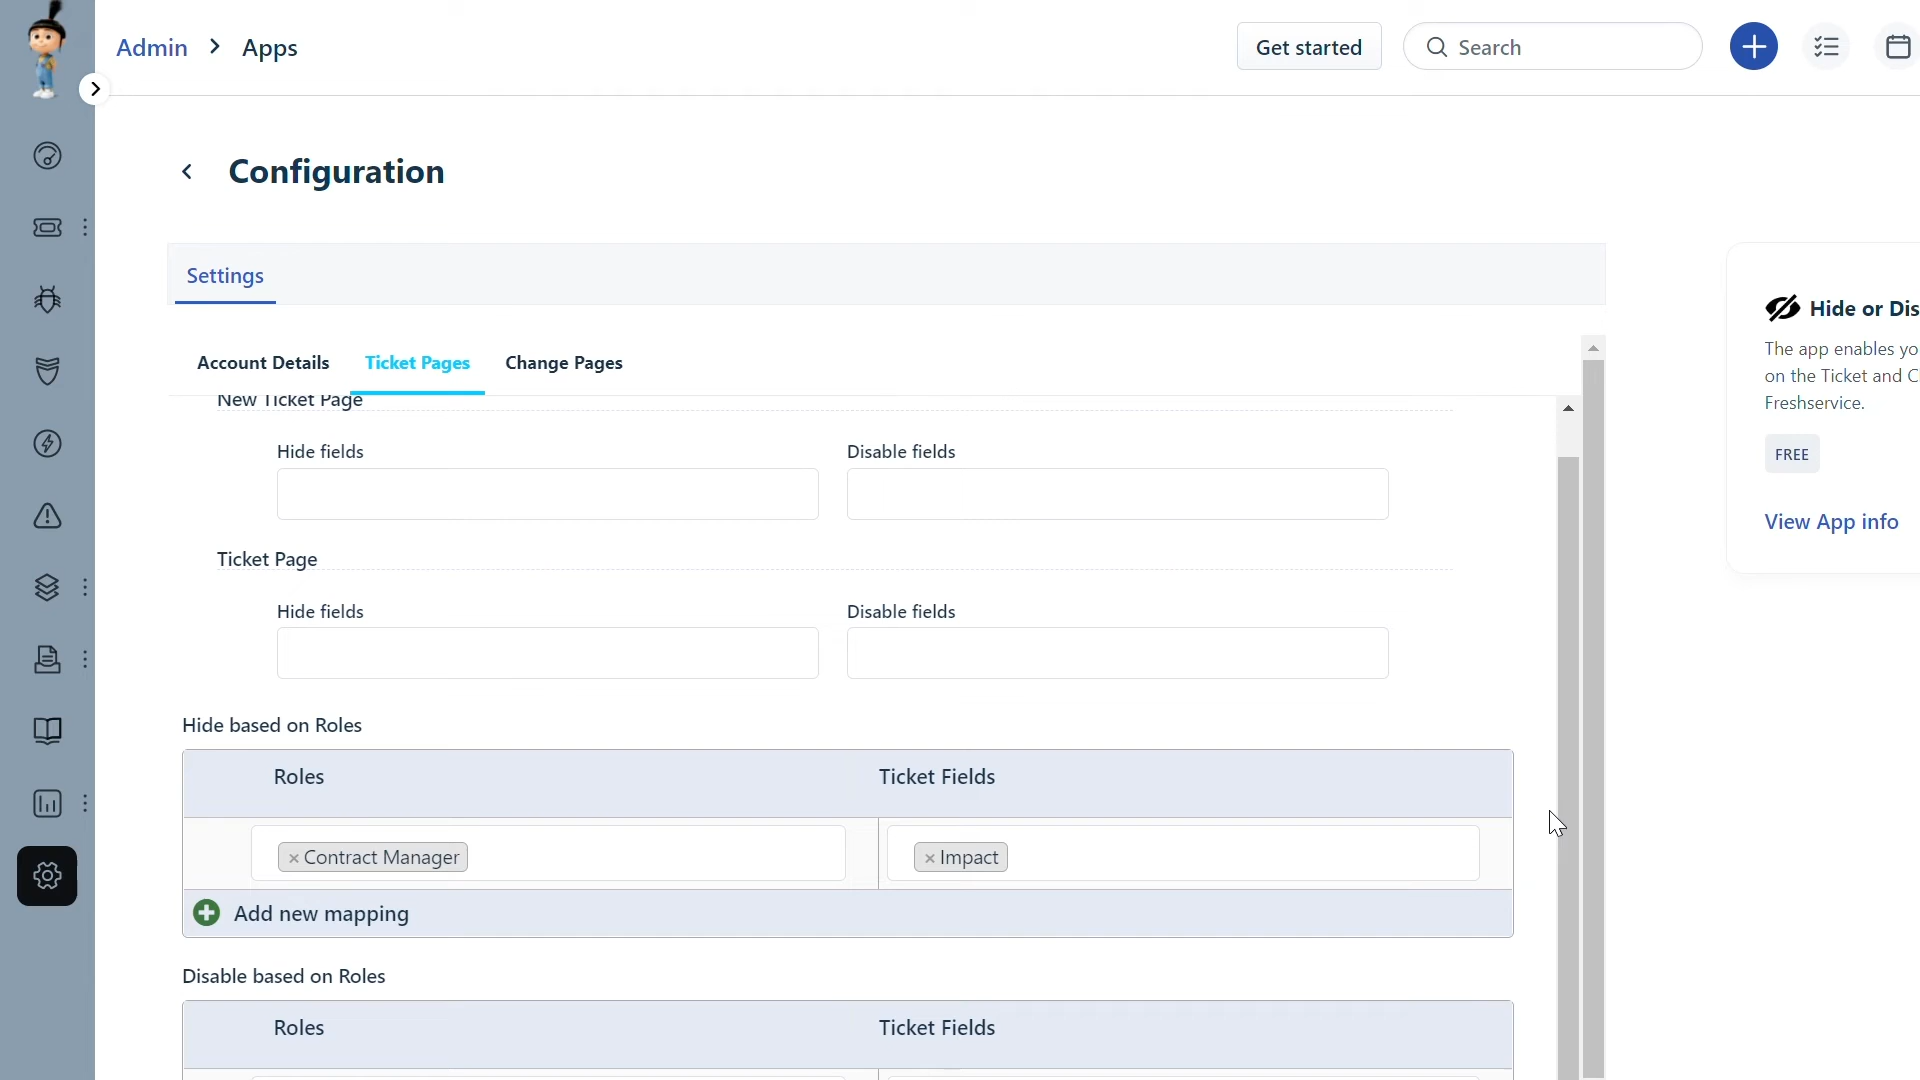 Admin > Apps
Get started
Search
Configuration
Settings
Account Details
Ticket Pages
Change Pages
New Ticket Page
Hide fields
Disable fields
Ticket Page
Hide fields
Disable fields
Hide based on Roles
Roles
Ticket Fields
× Contract Manager
× Impact
Add new mapping
Disable based on Roles
Roles
Ticket Fields
Hide or Dis
The app enables yo
on the Ticket and C
Freshservice.
FREE
View App info